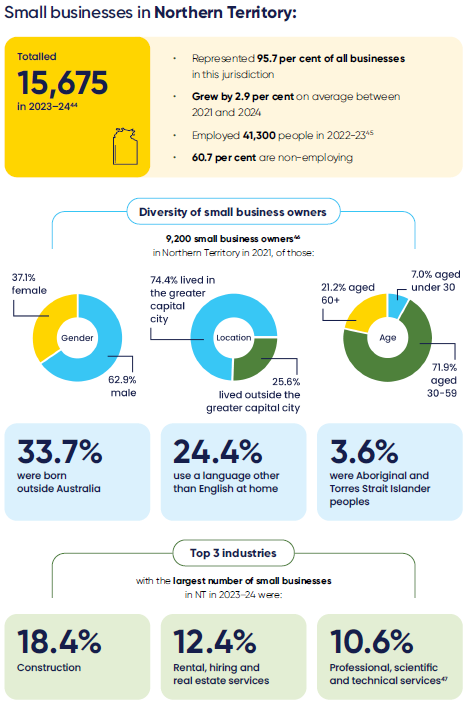 Small businesses in Northern Territory:
Totalled
15,675
in 2023–24⁴⁴
• Represented 95.7 per cent of all businesses
in this jurisdiction
• Grew by 2.9 per cent on average between
2021 and 2024
• Employed 41,300 people in 2022-23⁴⁵
• 60.7 per cent are non-employing
Diversity of small business owners
9,200 small business owners⁴⁶
in Northern Territory in 2021, of those:
37.1%
female
Gender
62.9%
male
74.4% lived in
the greater
capital
city
Location
25.6%
lived outside the
greater capital city
21.2% aged
60+
7.0% aged
under 30
Age
71.9%
aged
30-59
33.7%
were born
outside Australia
24.4%
use a language other
than English at home
3.6%
were Aboriginal and
Torres Strait Islander
peoples
Top 3 industries
with the largest number of small businesses
in NT in 2023-24 were:
18.4%
Construction
12.4%
Rental, hiring and
real estate services
10.6%
Professional, scientific
and technical services⁴⁷